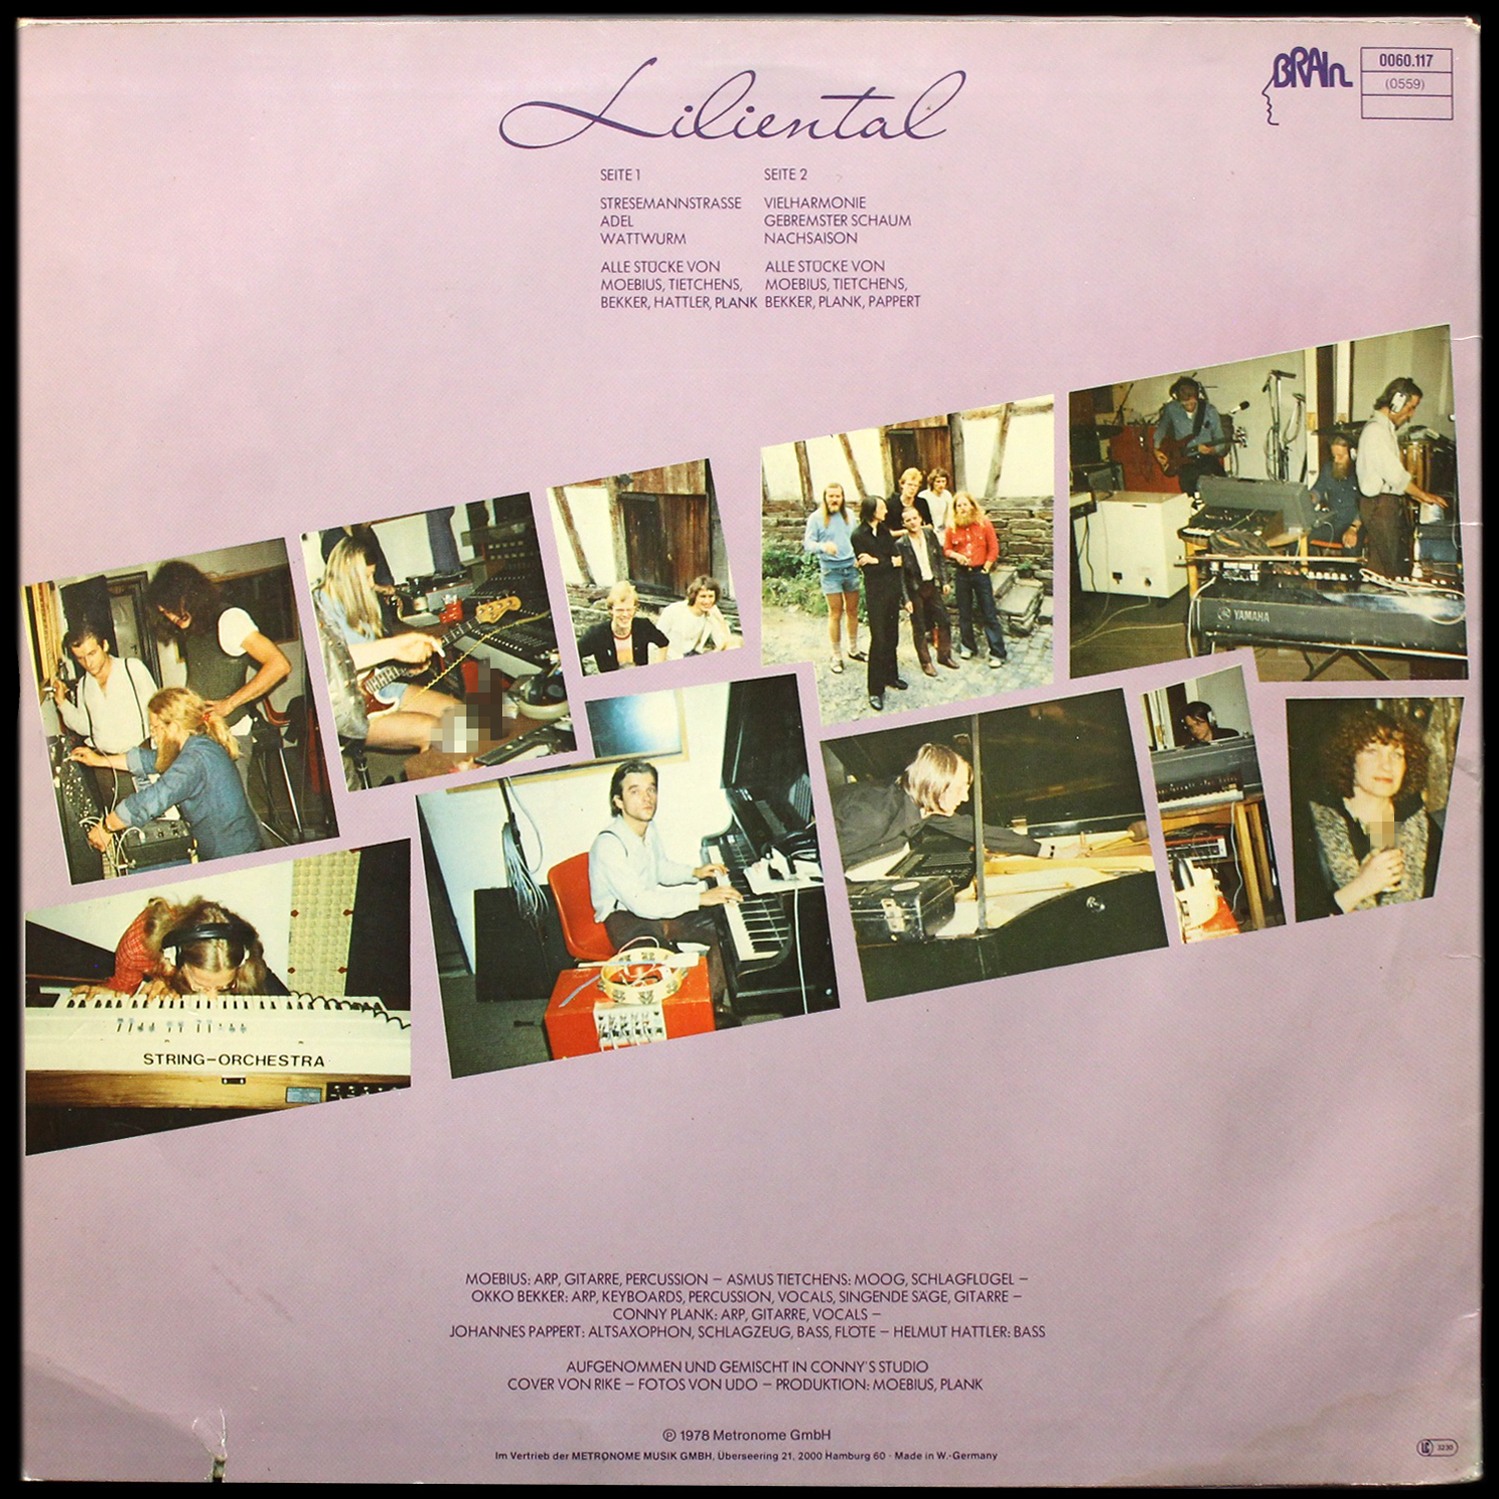 Liliental
BRAIN
0060.117
(0559)
SEITE 1
STRESEMANNSTRASSE
ADEL
WATTWURM
ALLE STÜCKE VON
MOEBIUS, TIETCHENS,
BEKKER, HATTLER, PLANK
SEITE 2
VIELHARMONIE
GEBREMSTER SCHAUM
NACHSAISON
ALLE STÜCKE VON
MOEBIUS, TIETCHENS,
BEKKER, PLANK, PAPPERT
YAMAHA
STRING-ORCHESTRA
MOEBIUS: ARP, GITARRE, PERCUSSION – ASMUS TIETCHENS: MOOG, SCHLAGFLÜGEL –
OKKO BEKKER: ARP, KEYBOARDS, PERCUSSION, VOCALS, SINGENDE SÄGE, GITARRE –
CONNY PLANK: ARP, GITARRE, VOCALS –
JOHANNES PAPPERT: ALTSAXOPHON, SCHLAGZEUG, BASS, FLÖTE – HELMUT HATTLER: BASS
AUFGENOMMEN UND GEMISCHT IN CONNY'S STUDIO
COVER VON RIKE – FOTOS VON UDO – PRODUKTION: MOEBIUS, PLANK
℗ 1978 Metronome GmbH
Im Vertrieb der METRONOME MUSIK GMBH, Überseering 21, 2000 Hamburg 60 · Made in W.-Germany
LC 3230